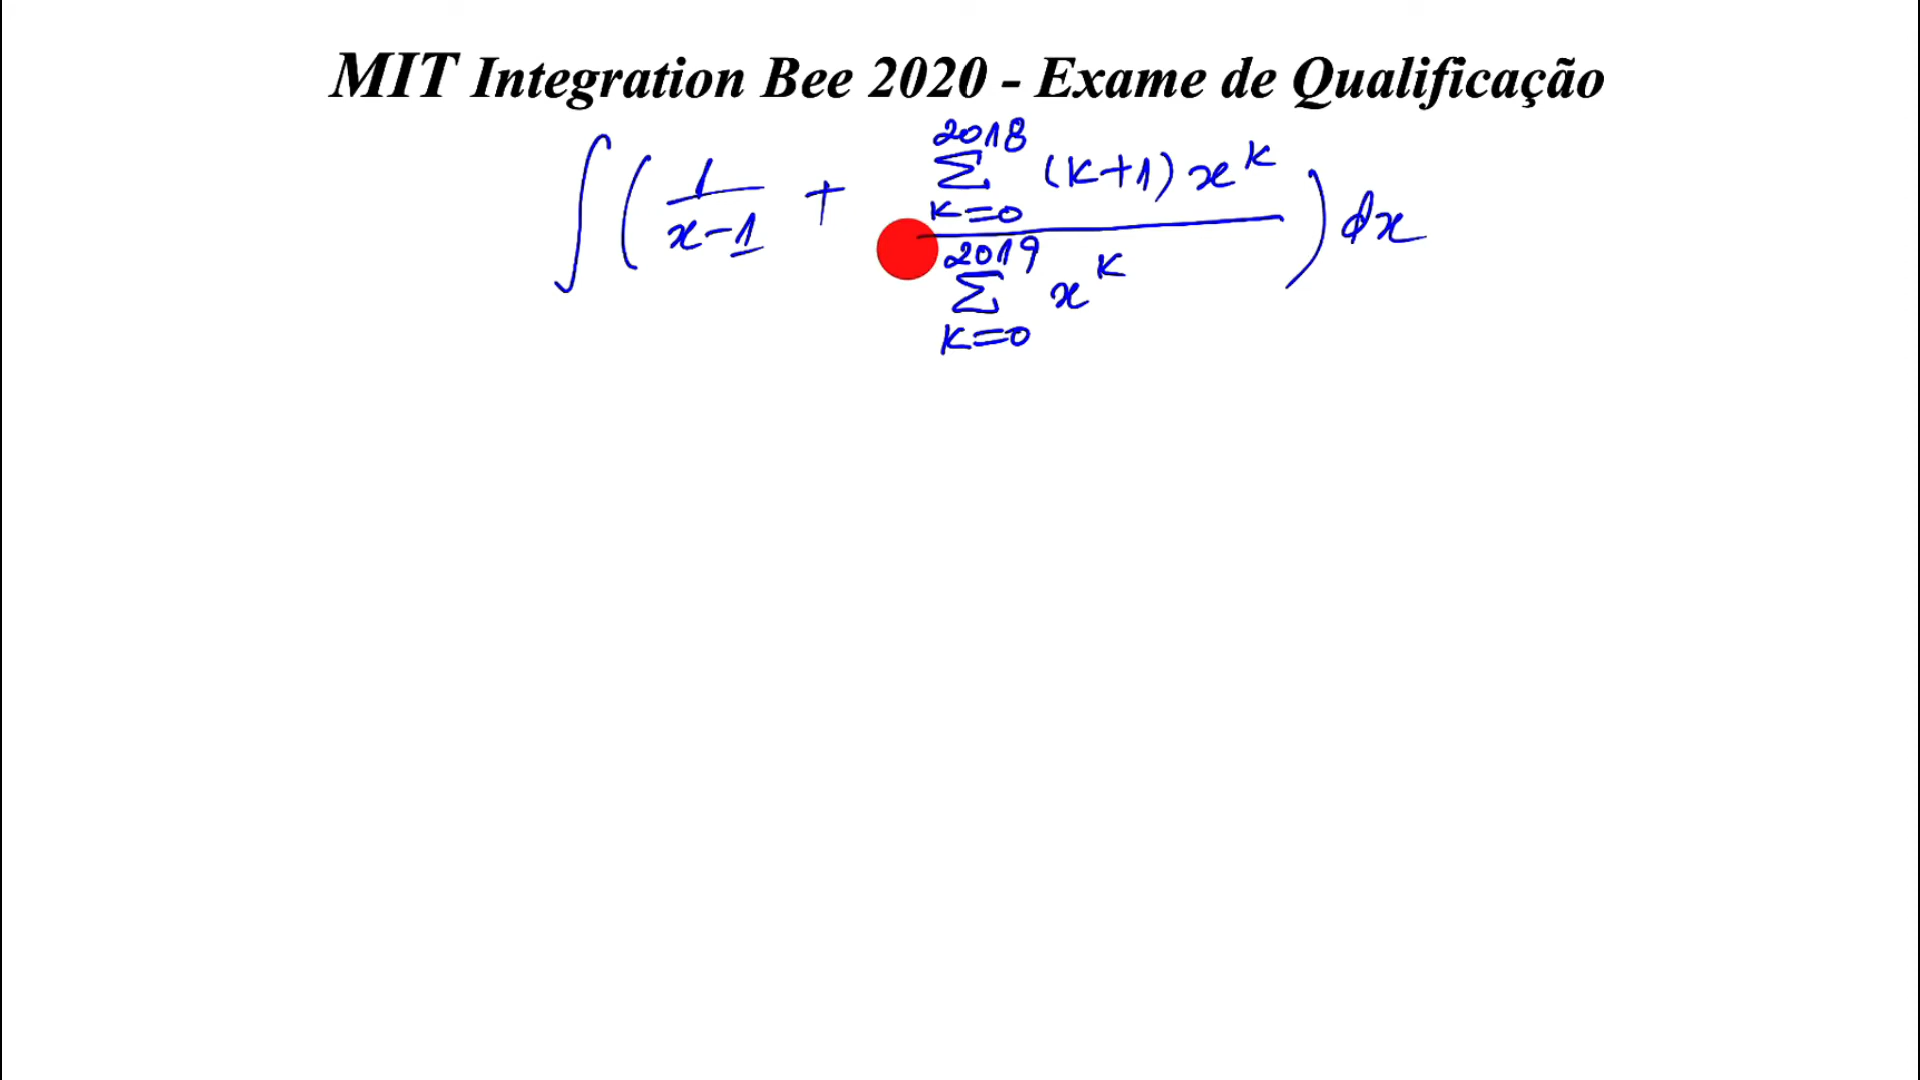 MIT Integration Bee 2020 - Exame de Qualificação
∫ ( 1/(x-1) + (∑_{k=0}^{2018} (k+1) x^k) / (∑_{k=0}^{2019} x^k) ) dx